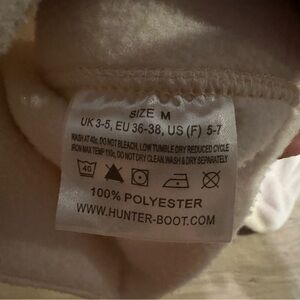 SIZE M
UK 3-5, EU 36-38, US (F) 5-7
WASH AT 40c, DO NOT BLEACH, LOW TUMBLE DRY REDUCED CYCLE
IRON MAX TEMP 110c, DO NOT DRY CLEAN. WASH & DRY SEPARATELY
40
100% POLYESTER
WWW.HUNTER-BOOT.COM